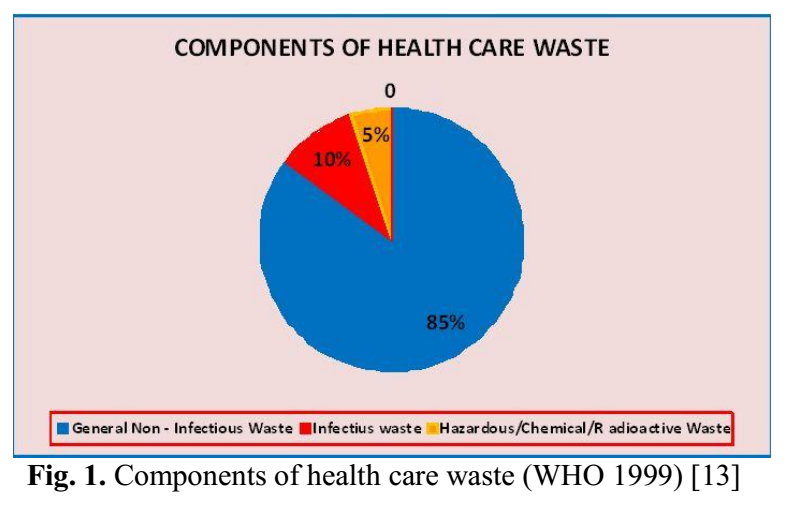 COMPONENTS OF HEALTH CARE WASTE
0
5%
10%
85%
General Non - Infectious Waste Infectius waste Hazardous/Chemical/R adioactive Waste
Fig. 1. Components of health care waste (WHO 1999) [13]